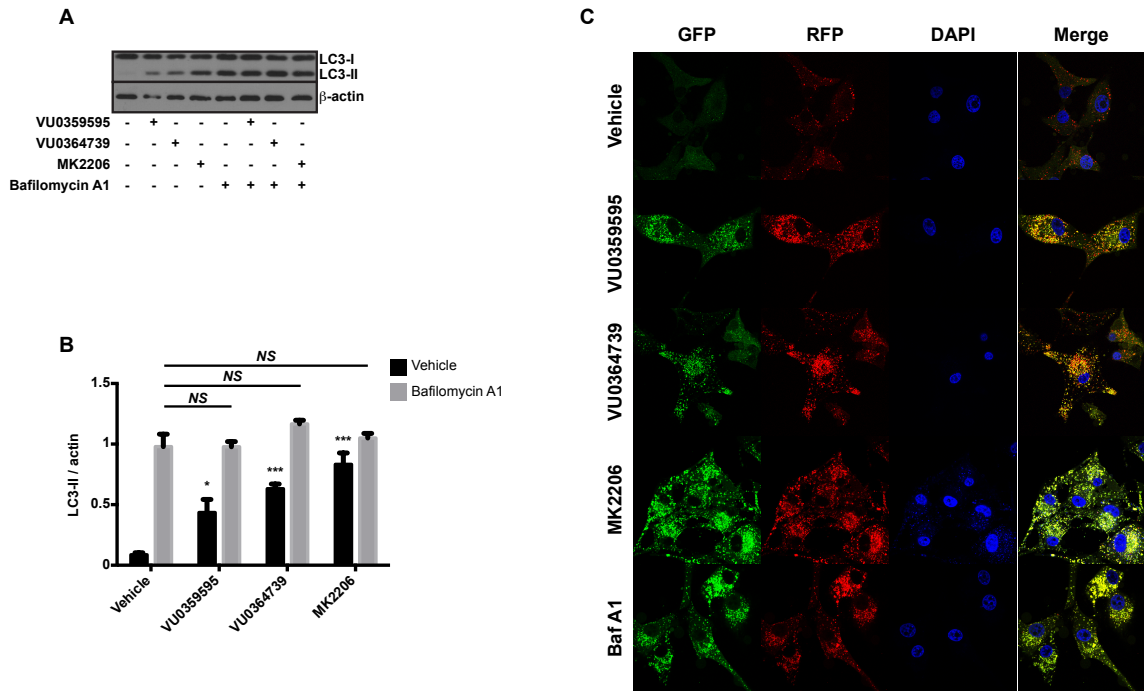 A
LC3-I
LC3-II
β-actin
VU0359595 - + - - - + - -
VU0364739 - - + - - - + -
MK2206 - - - + - - - +
Bafilomycin A1 - - - - + + + +
B
NS
NS
NS
Vehicle
Bafilomycin A1
LC3-II / actin
1.5
1
0.5
0
*
***
***
Vehicle
VU0359595
VU0364739
MK2206
C
GFP RFP DAPI Merge
Vehicle
VU0359595
VU0364739
MK2206
Baf A1